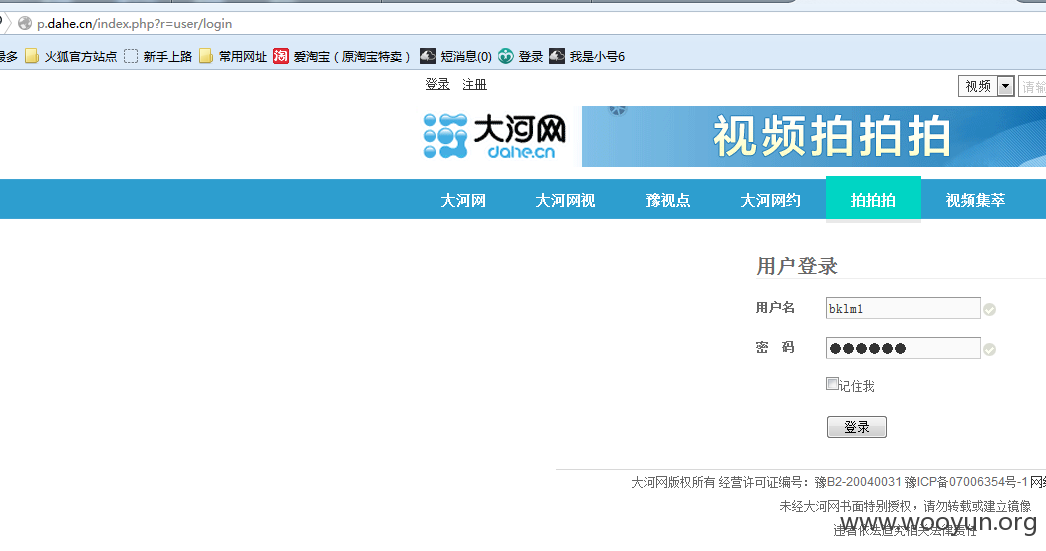 p.dahe.cn/index.php?r=user/login
最多 火狐官方站点 新手上路 常用网址 淘 爱淘宝（原淘宝特卖） 短消息(0) 登录 我是小号6
登录 注册 视频 请输
大河网 dahe.cn 视频拍拍拍
大河网 大河网视 豫视点 大河网约 拍拍拍 视频集萃
用户登录
用户名 bklm1
密 码 ●●●●●●
记住我
登录
大河网版权所有 经营许可证编号：豫B2-20040031 豫ICP备07006354号-1 网络
未经大河网书面特别授权，请勿转载或建立镜像
违者依法追究相关法律责任
www.wooyun.org